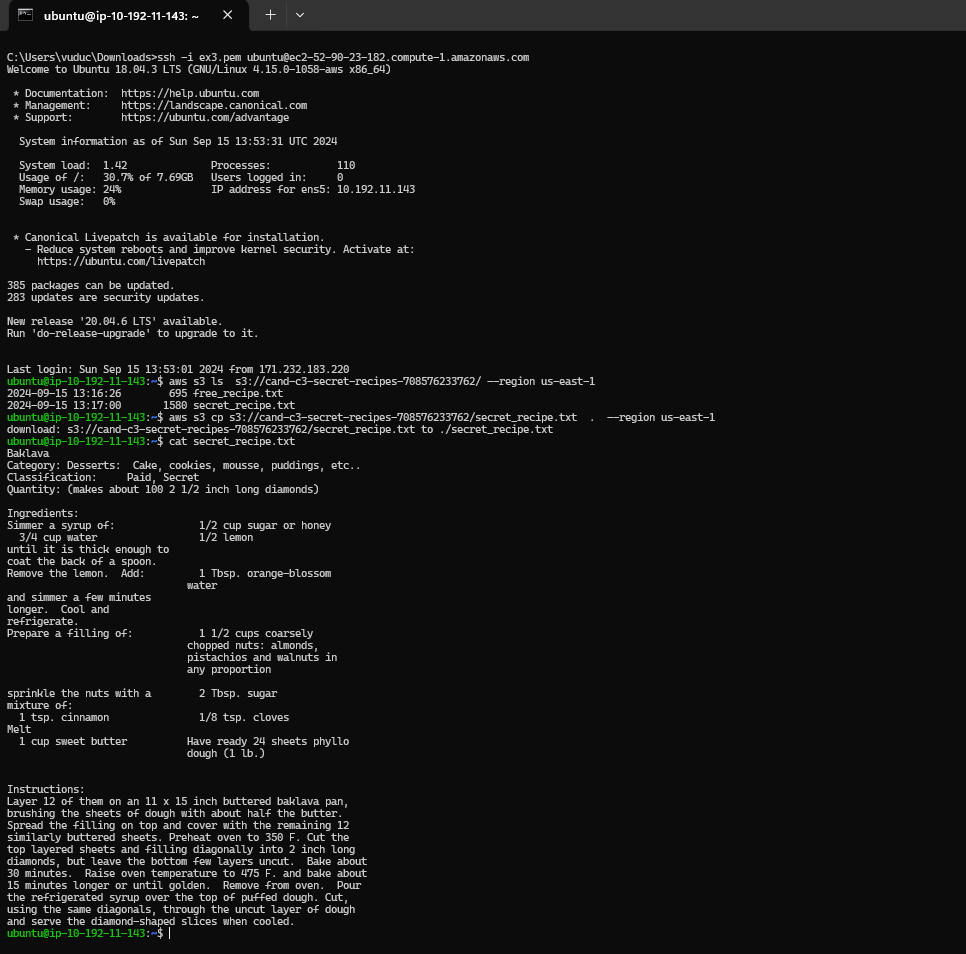 ubuntu@ip-10-192-11-143: ~
C:\Users\vuduc\Downloads>ssh -i ex3.pem ubuntu@ec2-52-90-23-182.compute-1.amazonaws.com
Welcome to Ubuntu 18.04.3 LTS (GNU/Linux 4.15.0-1058-aws x86_64)

 * Documentation:  https://help.ubuntu.com
 * Management:     https://landscape.canonical.com
 * Support:        https://ubuntu.com/advantage

  System information as of Sun Sep 15 13:53:31 UTC 2024

  System load:  1.42              Processes:           110
  Usage of /:   30.7% of 7.69GB   Users logged in:     0
  Memory usage: 24%               IP address for ens5: 10.192.11.143
  Swap usage:   0%

 * Canonical Livepatch is available for installation.
   - Reduce system reboots and improve kernel security. Activate at:
     https://ubuntu.com/livepatch

385 packages can be updated.
283 updates are security updates.

New release '20.04.6 LTS' available.
Run 'do-release-upgrade' to upgrade to it.

Last login: Sun Sep 15 13:53:01 2024 from 171.232.183.220
ubuntu@ip-10-192-11-143:~$ aws s3 ls  s3://cand-c3-secret-recipes-708576233762/ --region us-east-1
2024-09-15 13:16:26        695 free_recipe.txt
2024-09-15 13:17:00       1580 secret_recipe.txt
ubuntu@ip-10-192-11-143:~$ aws s3 cp s3://cand-c3-secret-recipes-708576233762/secret_recipe.txt  .  --region us-east-1
download: s3://cand-c3-secret-recipes-708576233762/secret_recipe.txt to ./secret_recipe.txt
ubuntu@ip-10-192-11-143:~$ cat secret_recipe.txt
Baklava
Category: Desserts:  Cake, cookies, mousse, puddings, etc..
Classification:     Paid, Secret
Quantity: (makes about 100 2 1/2 inch long diamonds)

Ingredients:
Simmer a syrup of:              1/2 cup sugar or honey
  3/4 cup water                 1/2 lemon
until it is thick enough to
coat the back of a spoon.
Remove the lemon.  Add:         1 Tbsp. orange-blossom
                              water
and simmer a few minutes
longer.  Cool and
refrigerate.
Prepare a filling of:           1 1/2 cups coarsely
                              chopped nuts: almonds,
                              pistachios and walnuts in
                              any proportion

sprinkle the nuts with a        2 Tbsp. sugar
mixture of:
  1 tsp. cinnamon               1/8 tsp. cloves
Melt
  1 cup sweet butter          Have ready 24 sheets phyllo
                              dough (1 lb.)

Instructions:
Layer 12 of them on an 11 x 15 inch buttered baklava pan,
brushing the sheets of dough with about half the butter.
Spread the filling on top and cover with the remaining 12
similarly buttered sheets. Preheat oven to 350 F. Cut the
top layered sheets and filling diagonally into 2 inch long
diamonds, but leave the bottom few layers uncut.  Bake about
30 minutes.  Raise oven temperature to 475 F. and bake about
15 minutes longer or until golden.  Remove from oven.  Pour
the refrigerated syrup over the top of puffed dough. Cut,
using the same diagonals, through the uncut layer of dough
and serve the diamond-shaped slices when cooled.
ubuntu@ip-10-192-11-143:~$